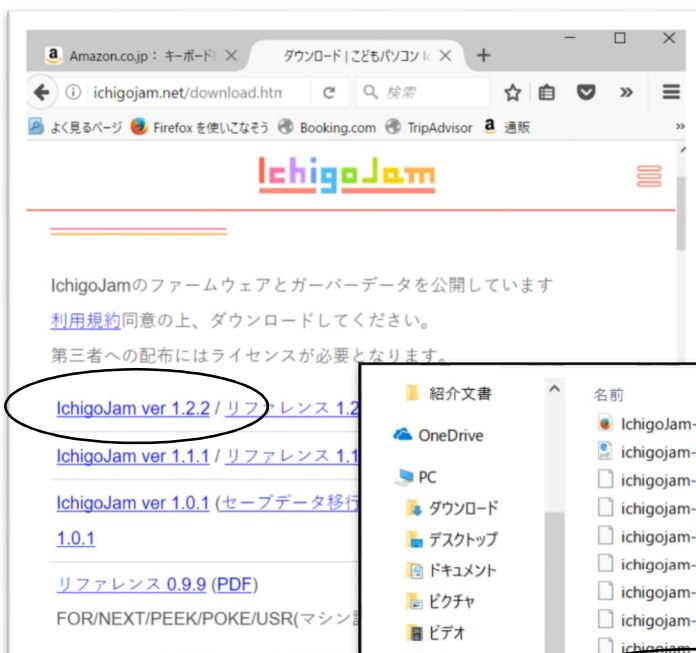 Amazon.co.jp： キーボード
ダウンロード | こどもパソコン Ic
ichigojam.net/download.htm
検索
よく見るページ
Firefox を使いこなそう
Booking.com
TripAdvisor
通販
IchigoJam
IchigoJamのファームウェアとガーバーデータを公開しています
利用規約同意の上、ダウンロードしてください。
第三者への配布にはライセンスが必要となります。
IchigoJam ver 1.2.2 / リファレンス 1.2
IchigoJam ver 1.1.1 / リファレンス 1.1
IchigoJam ver 1.0.1 (セーブデータ移行
1.0.1
リファレンス 0.9.9 (PDF)
FOR/NEXT/PEEK/POKE/USR(マシン
紹介文書
OneDrive
PC
ダウンロード
デスクトップ
ドキュメント
ピクチャ
ビデオ
名前
IchigoJam-
ichigojam-
ichigojam-
ichigojam-
ichigojam-
ichigojam-
ichigojam-
ichigojam-
ichigojam-